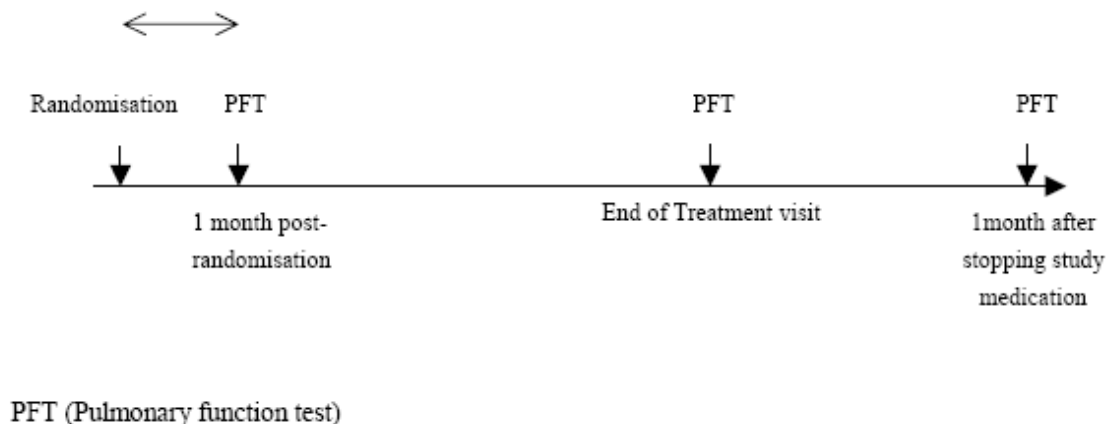 Randomisation PFT PFT PFT
1 month post-
randomisation
End of Treatment visit
1month after
stopping study
medication
PFT (Pulmonary function test)